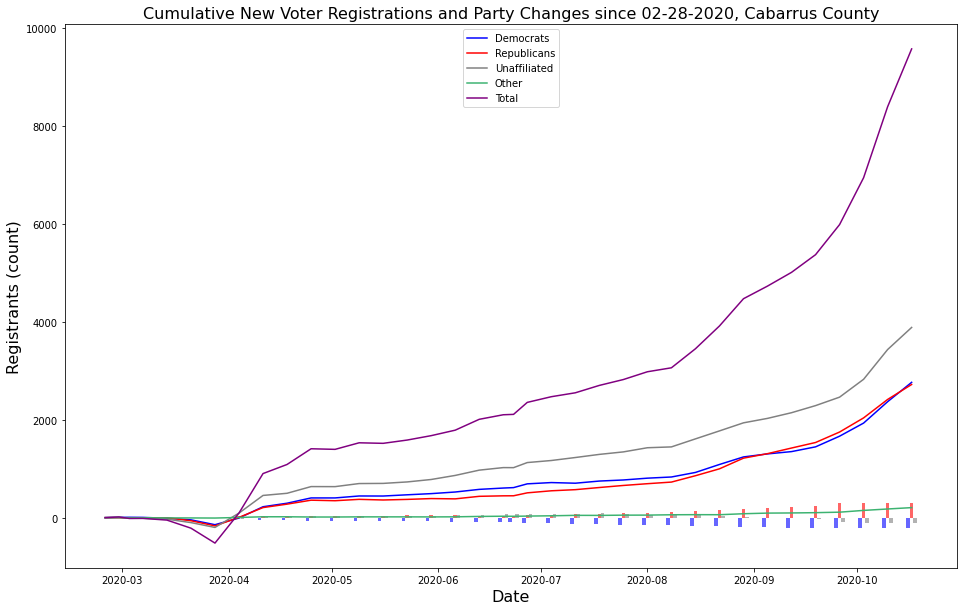 Cumulative New Voter Registrations and Party Changes since 02-28-2020, Cabarrus County
Democrats
Republicans
Unaffiliated
Other
Total
Registrants (count)
10000
8000
6000
4000
2000
0
2020-03 2020-04 2020-05 2020-06 2020-07 2020-08 2020-09 2020-10
Date